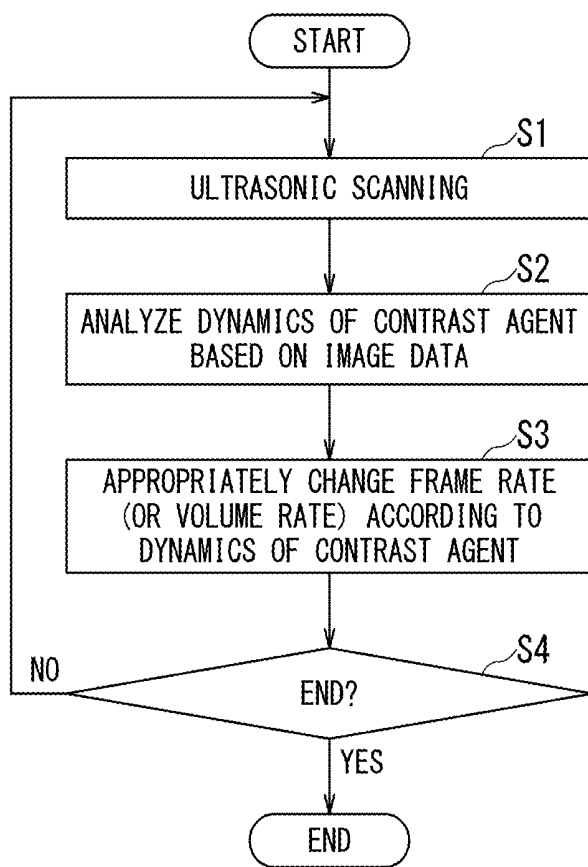 START
S1
ULTRASONIC SCANNING
S2
ANALYZE DYNAMICS OF CONTRAST AGENT
BASED ON IMAGE DATA
S3
APPROPRIATELY CHANGE FRAME RATE
(OR VOLUME RATE) ACCORDING TO
DYNAMICS OF CONTRAST AGENT
S4
NO
END?
YES
END